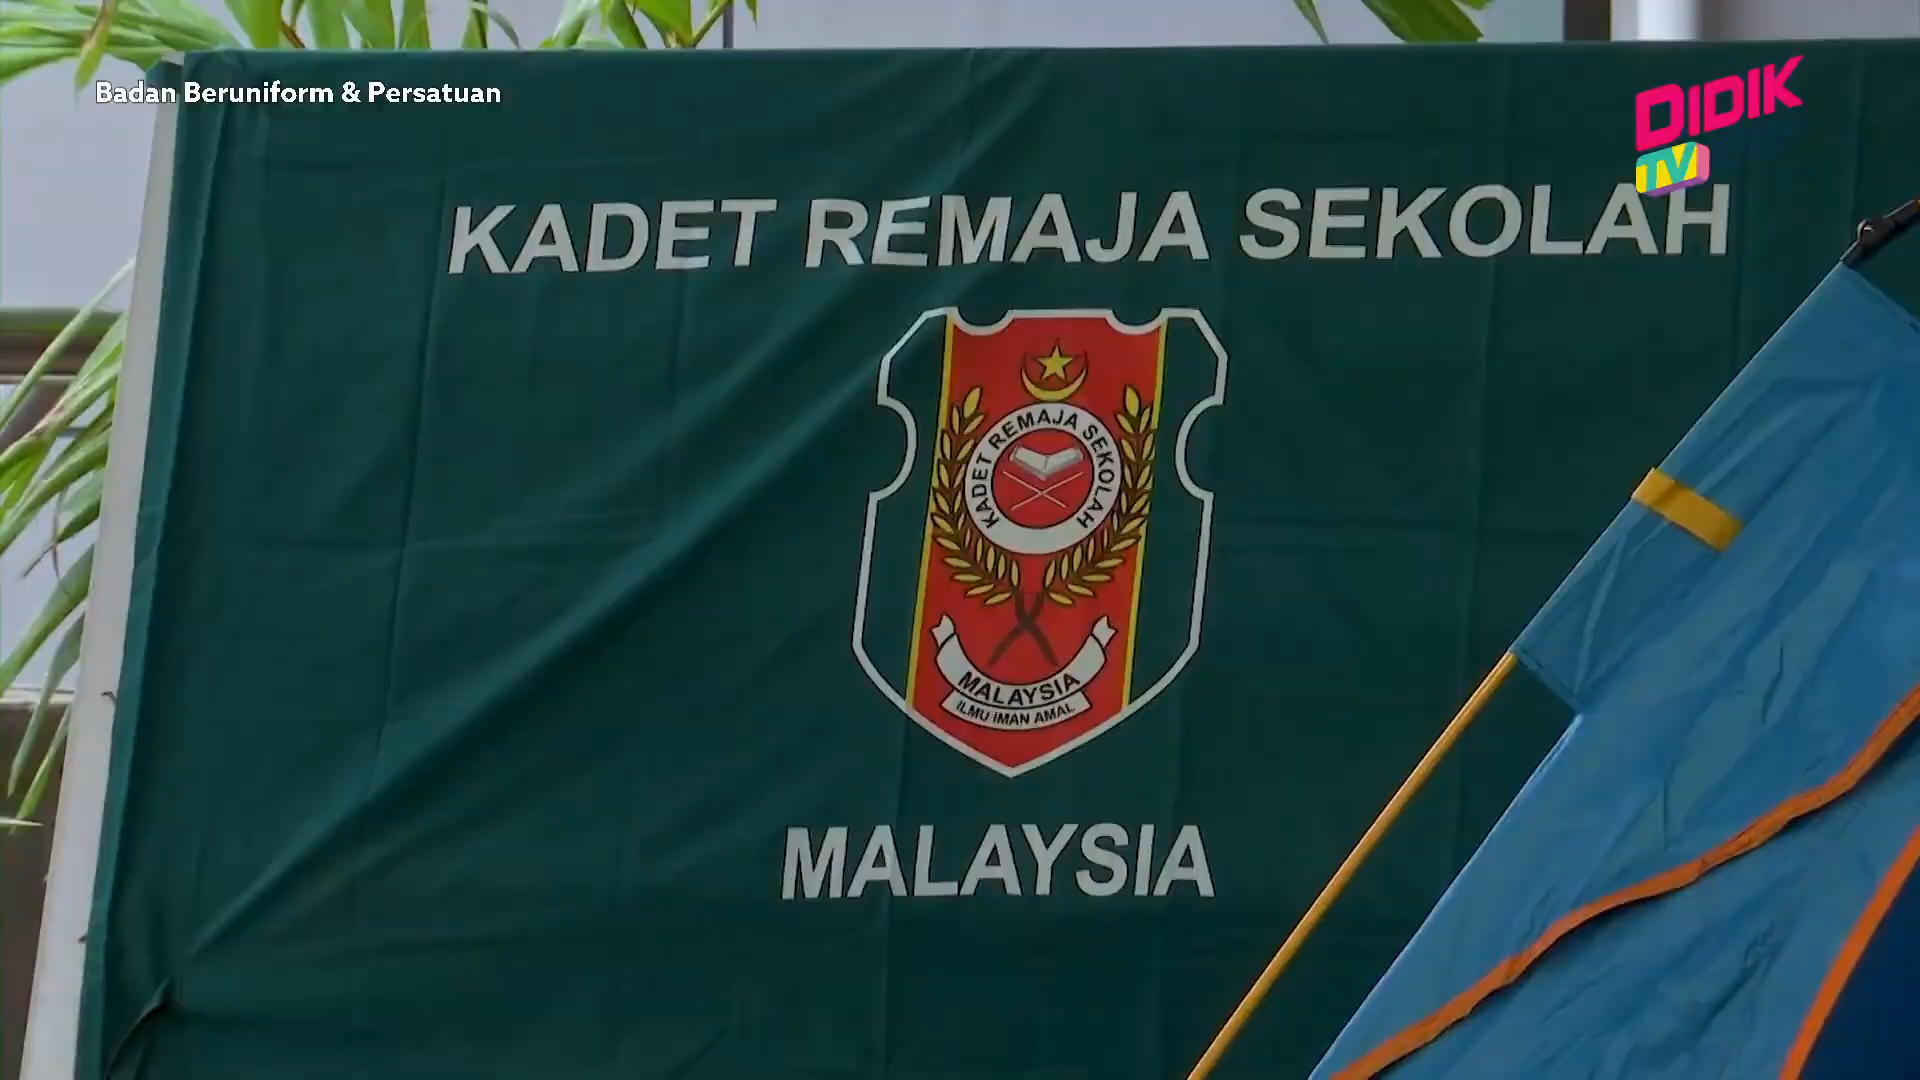 Badan Beruniform & Persatuan
DIDIK
TV
KADET REMAJA SEKOLAH
KADET REMAJA SEKOLAH
MALAYSIA
ILMU IMAN AMAL
MALAYSIA